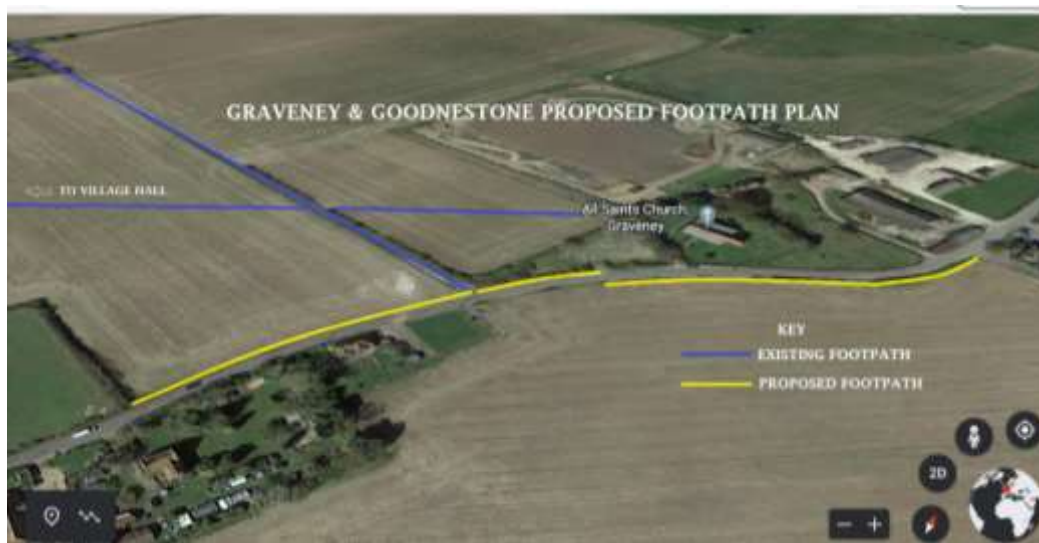 GRAVENEY & GOODNESTONE PROPOSED FOOTPATH PLAN
TO VILLAGE HALL
All Saints Church,
Graveney
KEY
EXISTING FOOTPATH
PROPOSED FOOTPATH
2D